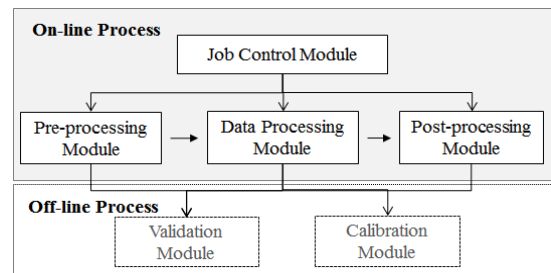 On-line Process
Job Control Module
Pre-processing
Module
Data Processing
Module
Post-processing
Module
Off-line Process
Validation
Module
Calibration
Module